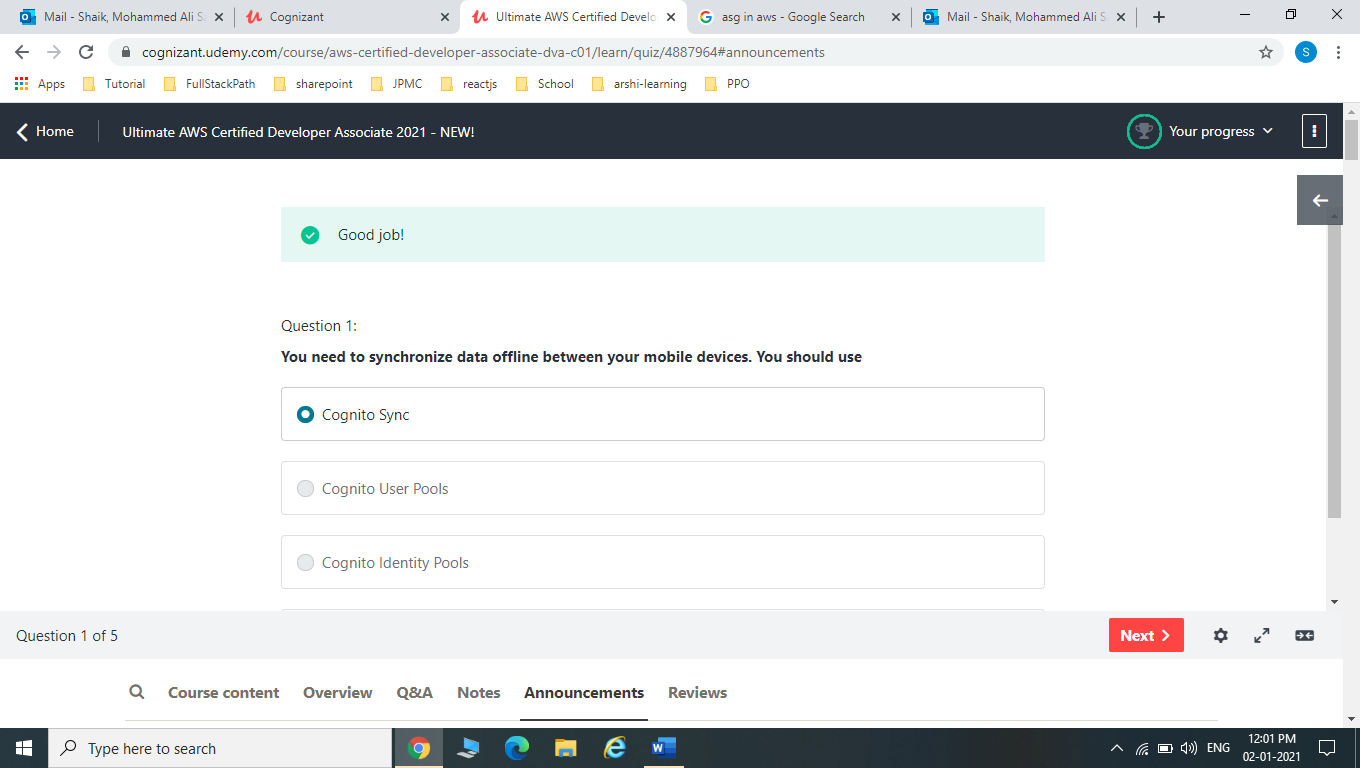 Mail - Shaik, Mohammed Ali S
Cognizant
Ultimate AWS Certified Develo
asg in aws - Google Search
Mail - Shaik, Mohammed Ali S
cognizant.udemy.com/course/aws-certified-developer-associate-dva-c01/learn/quiz/4887964#announcements
S
Apps
Tutorial
FullStackPath
sharepoint
JPMC
reactjs
School
arshi-learning
PPO
Home
Ultimate AWS Certified Developer Associate 2021 - NEW!
Your progress
Good job!
Question 1:
You need to synchronize data offline between your mobile devices. You should use
Cognito Sync
Cognito User Pools
Cognito Identity Pools
Question 1 of 5
Next
Course content
Overview
Q&A
Notes
Announcements
Reviews
Type here to search
ENG
12:01 PM
02-01-2021